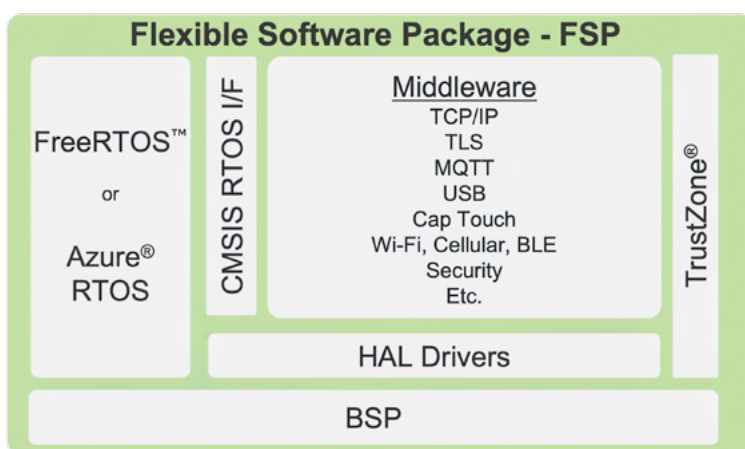 Flexible Software Package - FSP
FreeRTOS™
or
Azure®
RTOS
CMSIS RTOS I/F
Middleware
TCP/IP
TLS
MQTT
USB
Cap Touch
Wi-Fi, Cellular, BLE
Security
Etc.
TrustZone®
HAL Drivers
BSP